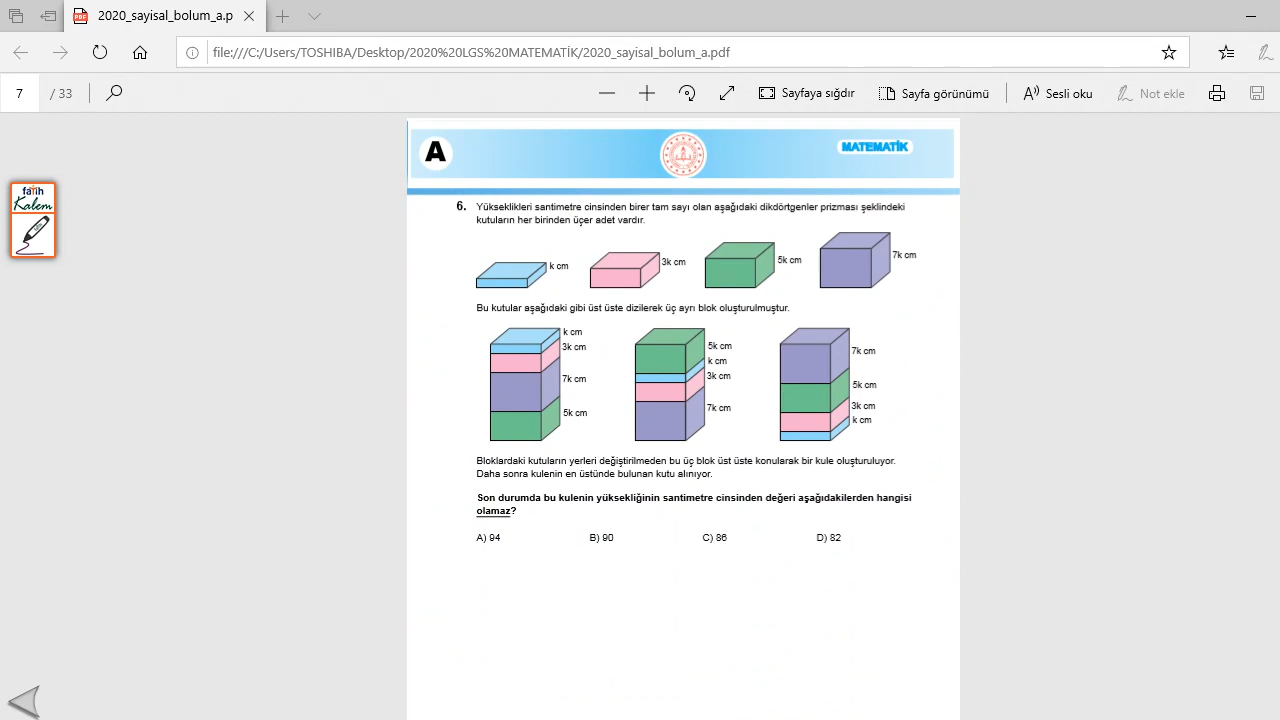 2020_sayisal_bolum_a.p
file:///C:/Users/TOSHIBA/Desktop/2020%20LGS%20MATEMATİK/2020_sayisal_bolum_a.pdf
7 / 33 Sayfaya sığdır Sayfa görünümü Sesli oku Not ekle
A
MATEMATİK
fatih
Kalem
6. Yükseklikleri santimetre cinsinden birer tam sayı olan aşağıdaki dikdörtgenler prizması şeklindeki
kutuların her birinden üçer adet vardır.
k cm 3k cm 5k cm 7k cm
Bu kutular aşağıdaki gibi üst üste dizilerek üç ayrı blok oluşturulmuştur.
k cm
3k cm
7k cm
5k cm
5k cm
k cm
3k cm
7k cm
7k cm
5k cm
3k cm
k cm
Bloklardaki kutuların yerleri değiştirilmeden bu üç blok üst üste konularak bir kule oluşturuluyor.
Daha sonra kulenin en üstünde bulunan kutu alınıyor.
Son durumda bu kulenin yüksekliğinin santimetre cinsinden değeri aşağıdakilerden hangisi
olamaz?
A) 94 B) 90 C) 86 D) 82